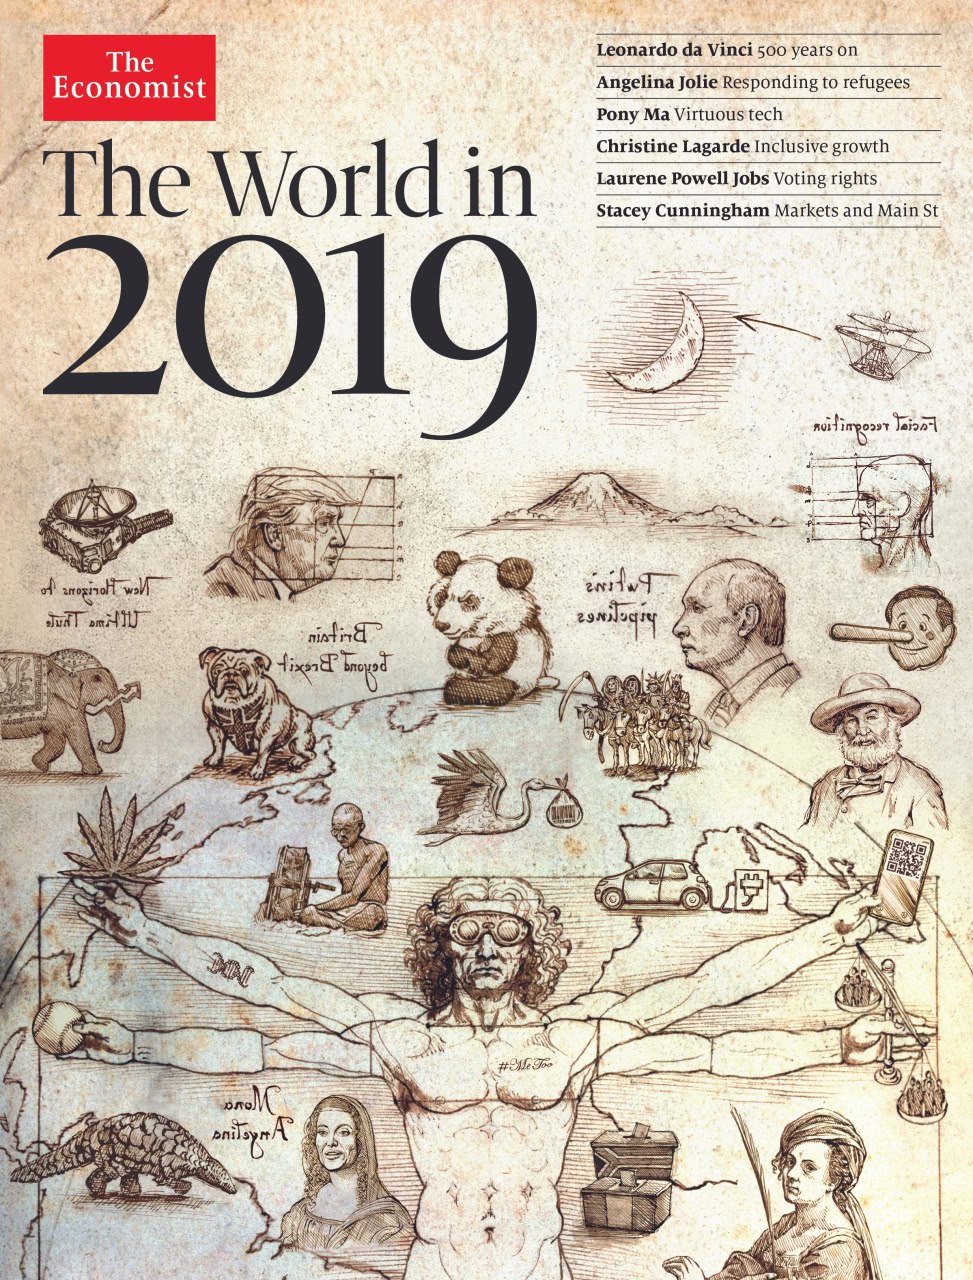 The
Economist
The World in
2019
Leonardo da Vinci 500 years on
Angelina Jolie Responding to refugees
Pony Ma Virtuous tech
Christine Lagarde Inclusive growth
Laurene Powell Jobs Voting rights
Stacey Cunningham Markets and Main St
Facial recognition
New Horizons to
Ultima Thule
Putin's
pipelines
Britain
beyond Brexit
#MeToo
Mona
Angelina